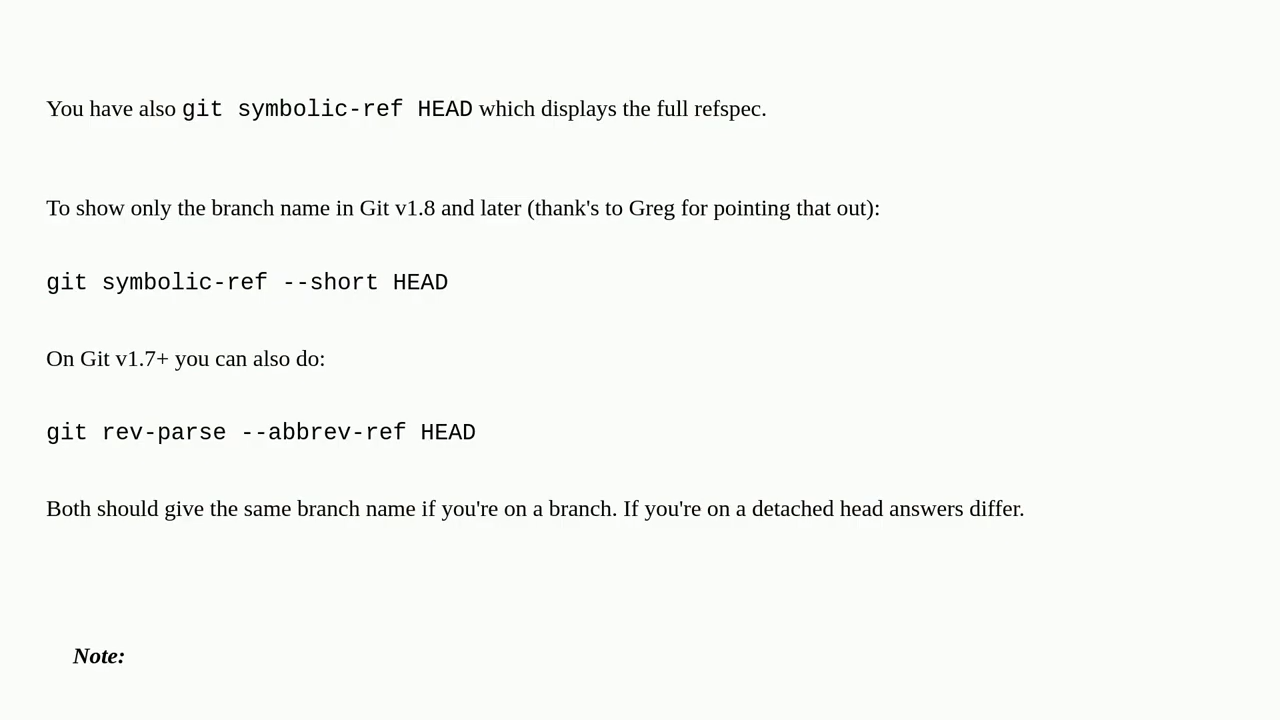 You have also git symbolic-ref HEAD which displays the full refspec.
To show only the branch name in Git v1.8 and later (thank's to Greg for pointing that out):
git symbolic-ref --short HEAD
On Git v1.7+ you can also do:
git rev-parse --abbrev-ref HEAD
Both should give the same branch name if you're on a branch. If you're on a detached head answers differ.
Note: